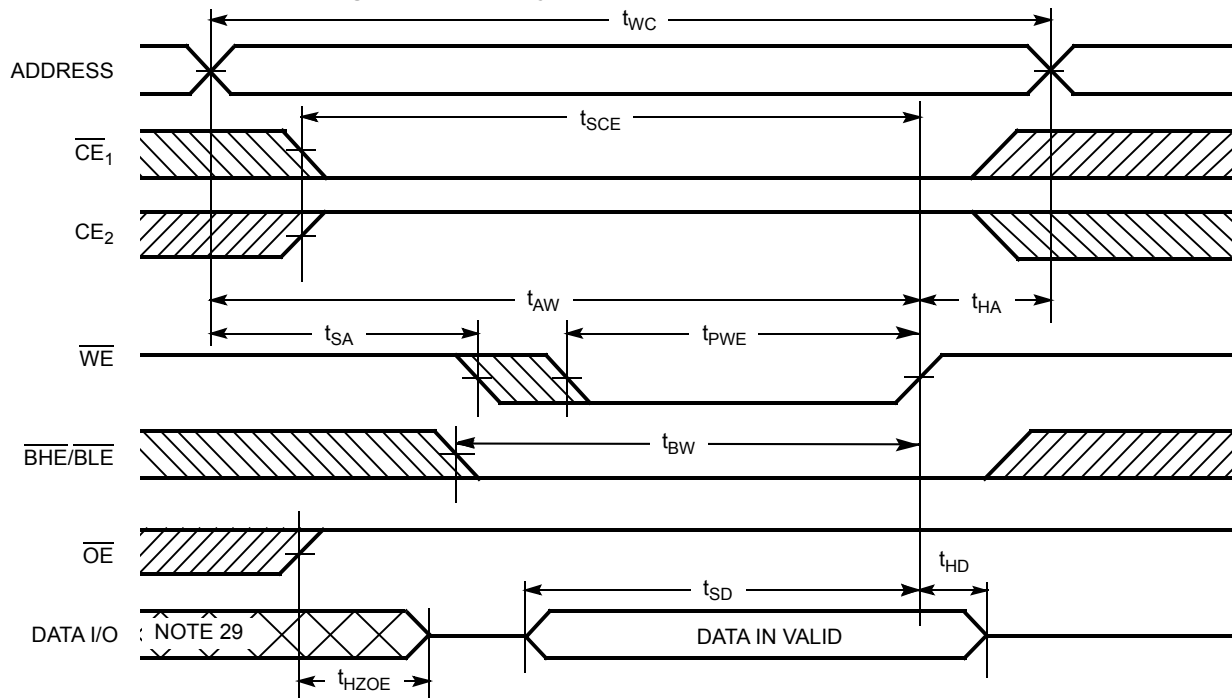 tWC
ADDRESS
tSCE
CE1
CE2
tAW
tHA
tSA
tPWE
WE
tBW
BHE/BLE
OE
tHD
tSD
DATA I/O
NOTE 29
DATA IN VALID
tHZOE